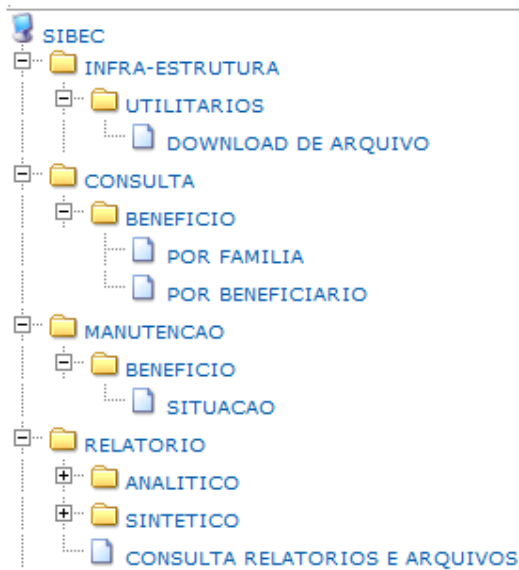 SIBEC
INFRA-ESTRUTURA
UTILITARIOS
DOWNLOAD DE ARQUIVO
CONSULTA
BENEFICIO
POR FAMILIA
POR BENEFICIARIO
MANUTENCAO
BENEFICIO
SITUACAO
RELATORIO
ANALITICO
SINTETICO
CONSULTA RELATORIOS E ARQUIVOS